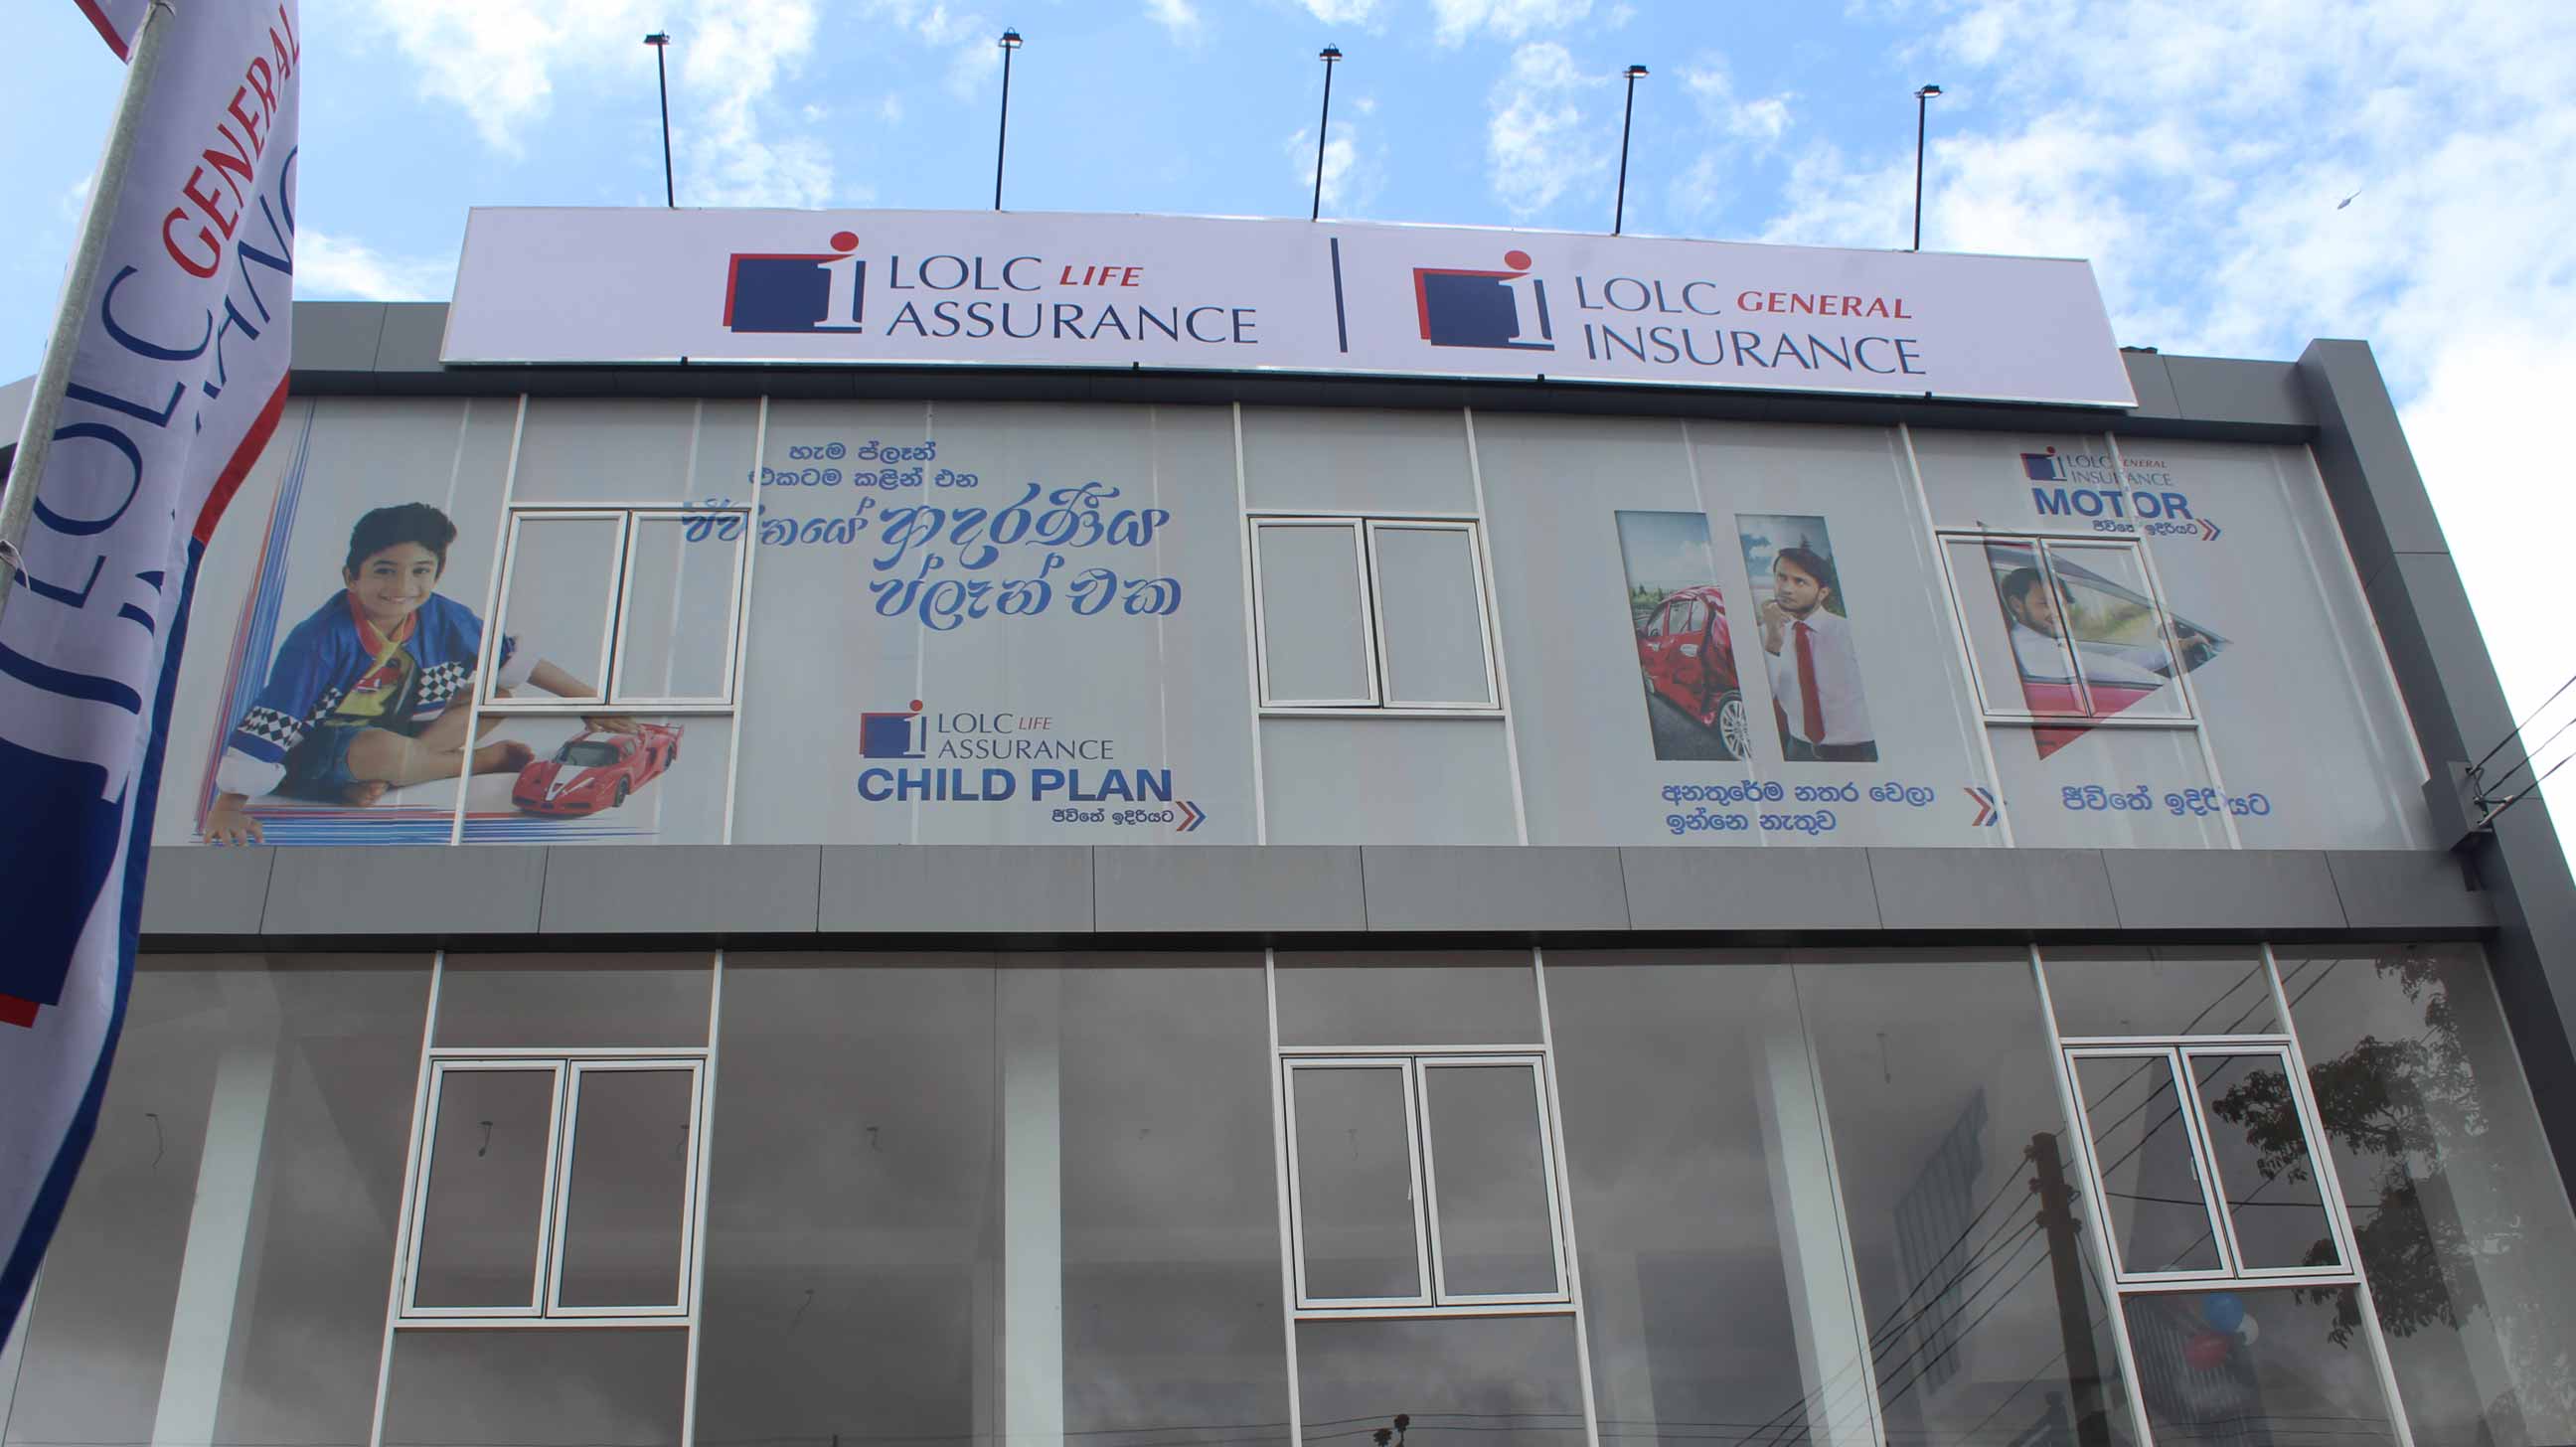 LOLC GENERAL
LOLC LIFE
ASSURANCE
LOLC GENERAL
INSURANCE
හැම ප්ලෑන්
එකටම කළින් එන
ජීවිතයේ ආදරණීය
ප්ලෑන් එක
LOLC LIFE
ASSURANCE
CHILD PLAN
ජීවිතේ ඉදිරියට
LOLC GENERAL
INSURANCE
MOTOR
ජීවිතේ ඉදිරියට
අනතුරේම නතර වෙලා
ඉන්නෙ නැතුව
ජීවිතේ ඉදිරියට